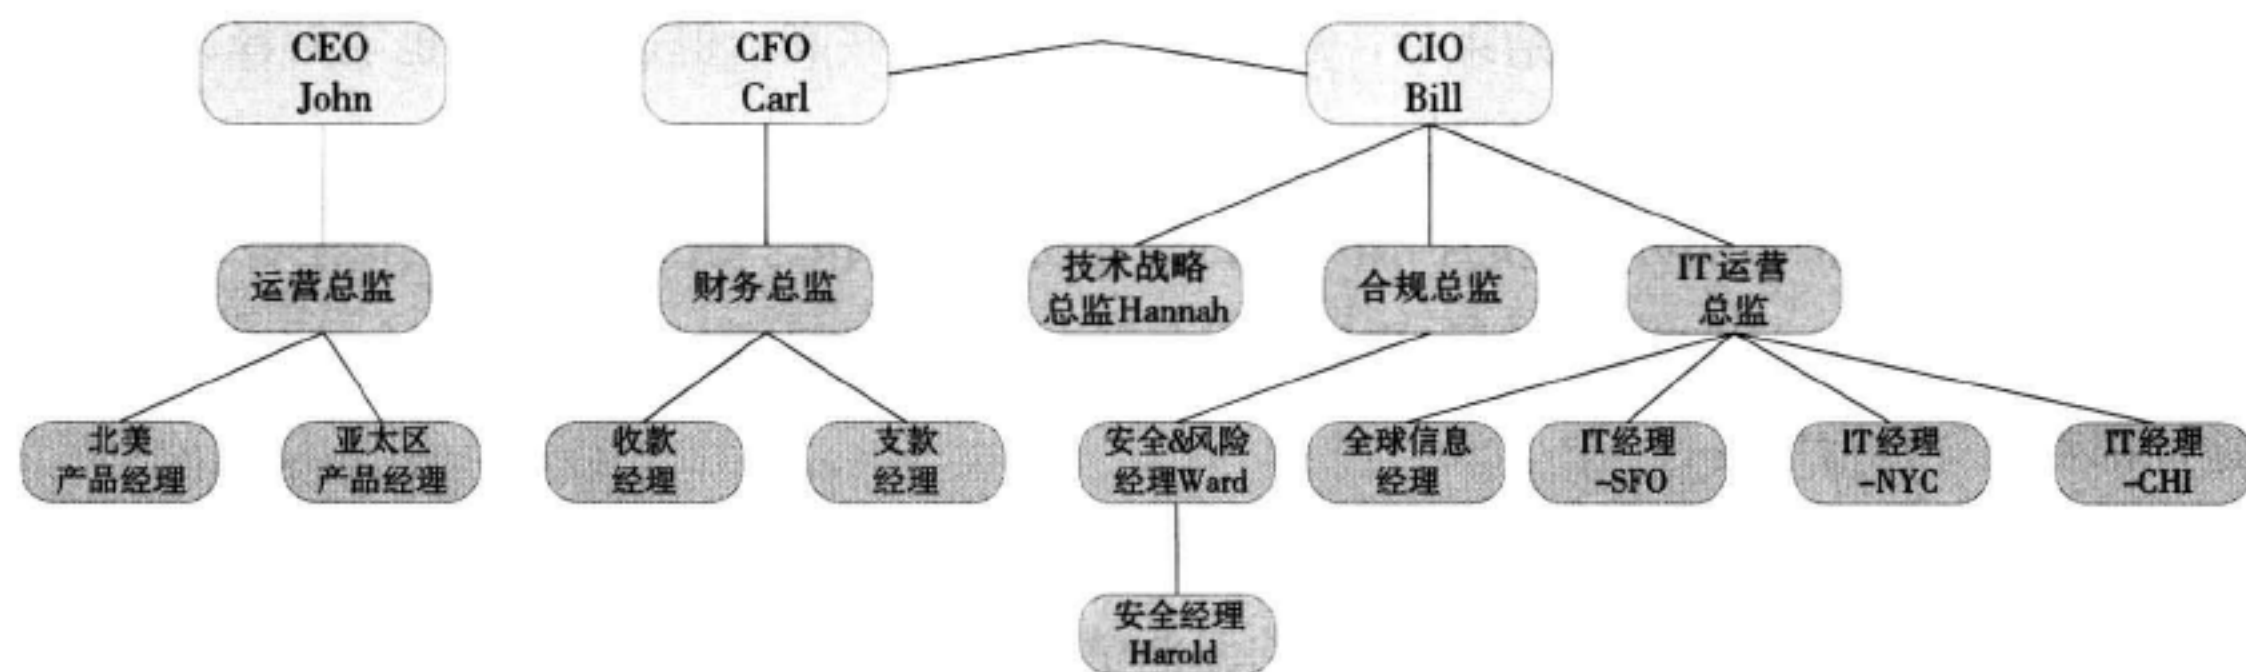 CEO
John
CFO
Carl
CIO
Bill
运营总监
财务总监
技术战略
总监Hannah
合规总监
IT运营
总监
北美
产品经理
亚太区
产品经理
收款
经理
支款
经理
安全&风险
经理Ward
全球信息
经理
IT经理
-SFO
IT经理
-NYC
IT经理
-CHI
安全经理
Harold